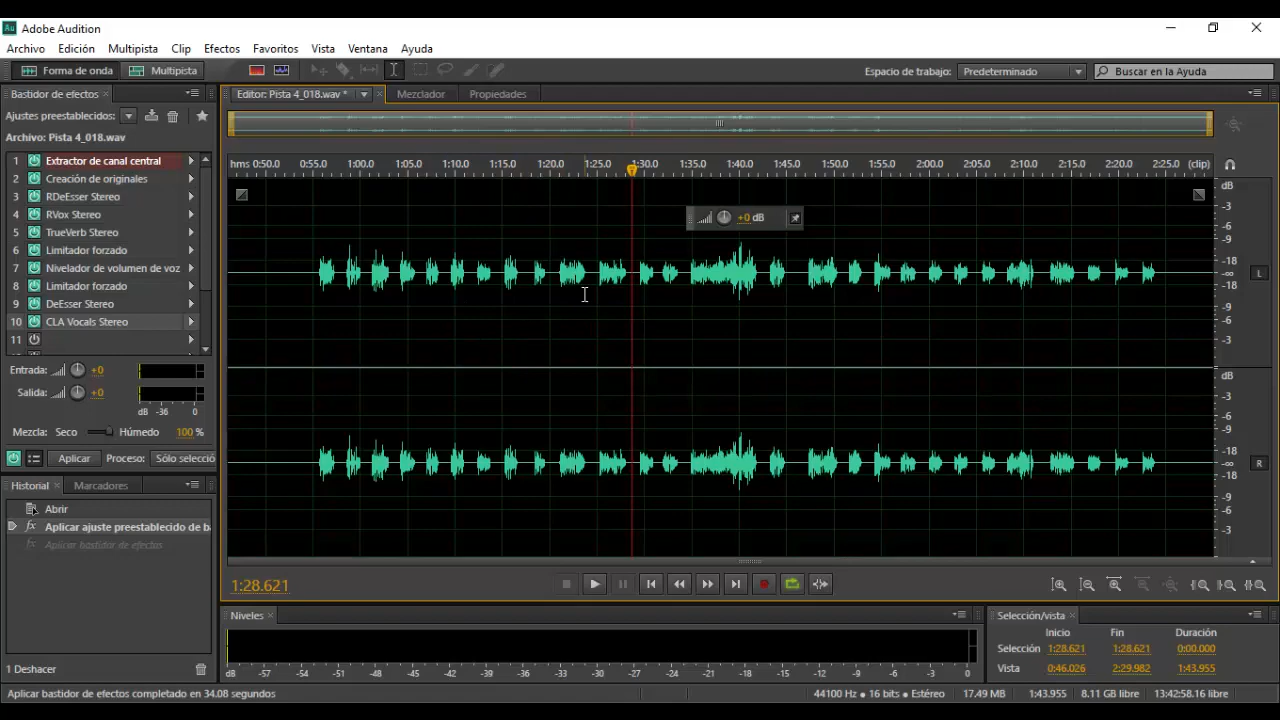 Au Adobe Audition
Archivo Edición Multipista Clip Efectos Favoritos Vista Ventana Ayuda
Forma de onda Multipista Espacio de trabajo: Predeterminado Buscar en la Ayuda
Bastidor de efectos Editor: Pista 4_018.wav * Mezclador Propiedades
Ajustes preestablecidos:
Archivo: Pista 4_018.wav
hms 0:50.0 0:55.0 1:00.0 1:05.0 1:10.0 1:15.0 1:20.0 1:25.0 1:30.0 1:35.0 1:40.0 1:45.0 1:50.0 1:55.0 2:00.0 2:05.0 2:10.0 2:15.0 2:20.0 2:25.0 (clip)
1 Extractor de canal central
2 Creación de originales
3 RDeEsser Stereo
4 RVox Stereo
5 TrueVerb Stereo
6 Limitador forzado
7 Nivelador de volumen de voz
8 Limitador forzado
9 DeEsser Stereo
10 CLA Vocals Stereo
11
+0 dB
dB
-3
-6
-9
-18
-∞
-18
-9
-6
-3
L
dB
-3
-6
-9
-18
-∞
-18
-9
-6
-3
R
Entrada: +0
Salida: +0
dB -36 0
Mezcla: Seco Húmedo 100 %
Aplicar Proceso: Sólo selecció
Historial Marcadores
Abrir
fx Aplicar ajuste preestablecido de ba
fx Aplicar bastidor de efectos
1 Deshacer
1:28.621
Niveles
dB -57 -54 -51 -48 -45 -42 -39 -36 -33 -30 -27 -24 -21 -18 -15 -12 -9 -6 -3 0
Selección/vista
Inicio Fin Duración
Selección 1:28.621 1:28.621 0:00.000
Vista 0:46.026 2:29.982 1:43.955
Aplicar bastidor de efectos completado en 34.08 segundos
44100 Hz • 16 bits • Estéreo 17.49 MB 1:43.955 8.11 GB libre 13:42:58.16 libre